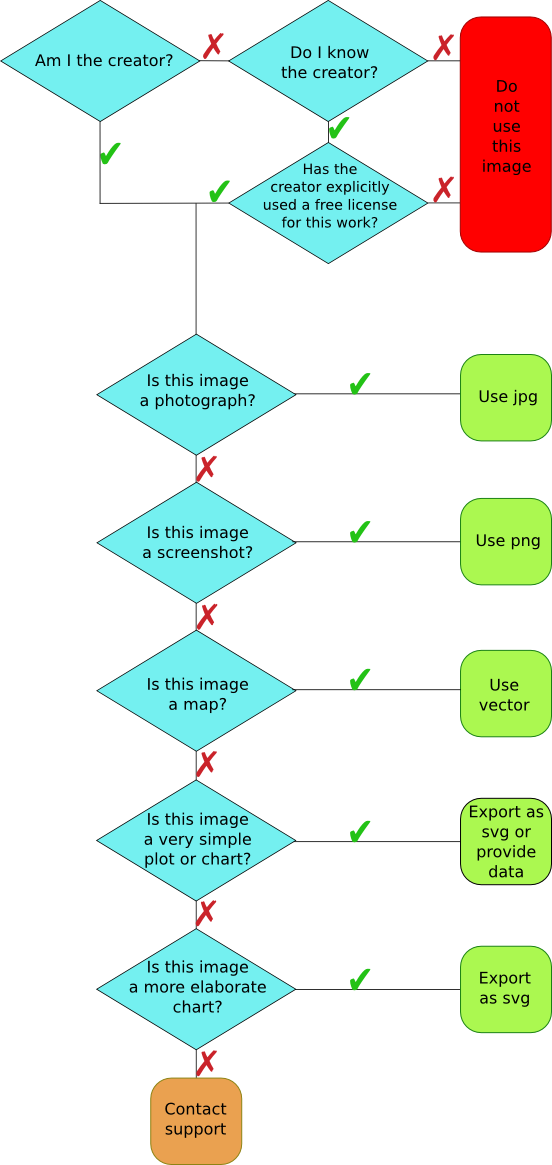 Am I the creator?
Do I know
the creator?
Do
not
use
this
image
Has the
creator explicitly
used a free license
for this work?
Is this image
a photograph?
Use jpg
Is this image
a screenshot?
Use png
Is this image
a map?
Use
vector
Is this image
a very simple
plot or chart?
Export as
svg or
provide
data
Is this image
a more elaborate
chart?
Export
as svg
Contact
support